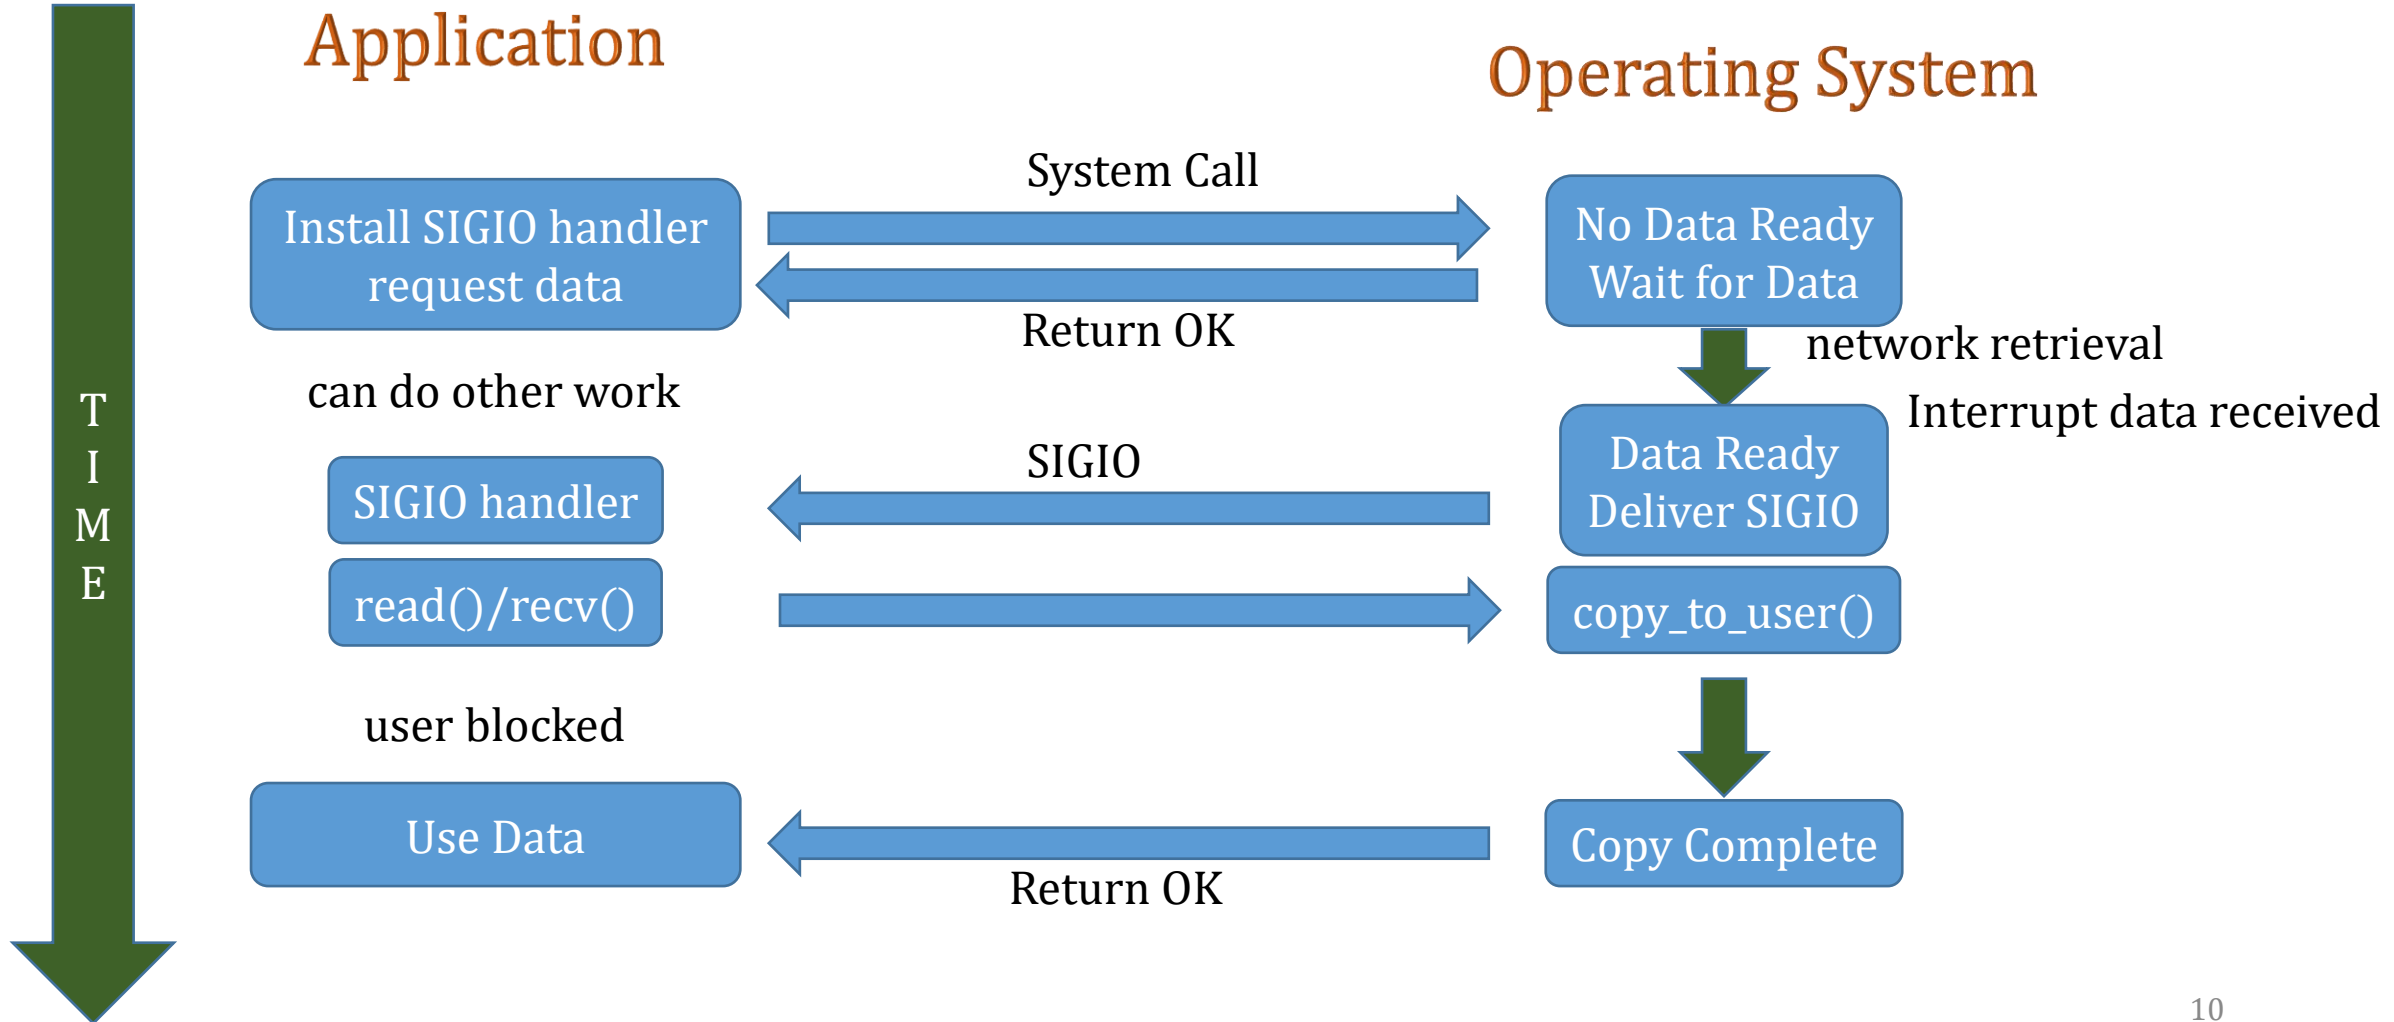 Application
Operating System
System Call
Install SIGIO handler
request data
No Data Ready
Wait for Data
Return OK
network retrieval
can do other work
Interrupt data received
T
I
M
E
SIGIO
Data Ready
Deliver SIGIO
SIGIO handler
read()/recv()
copy_to_user()
user blocked
Use Data
Copy Complete
Return OK
10